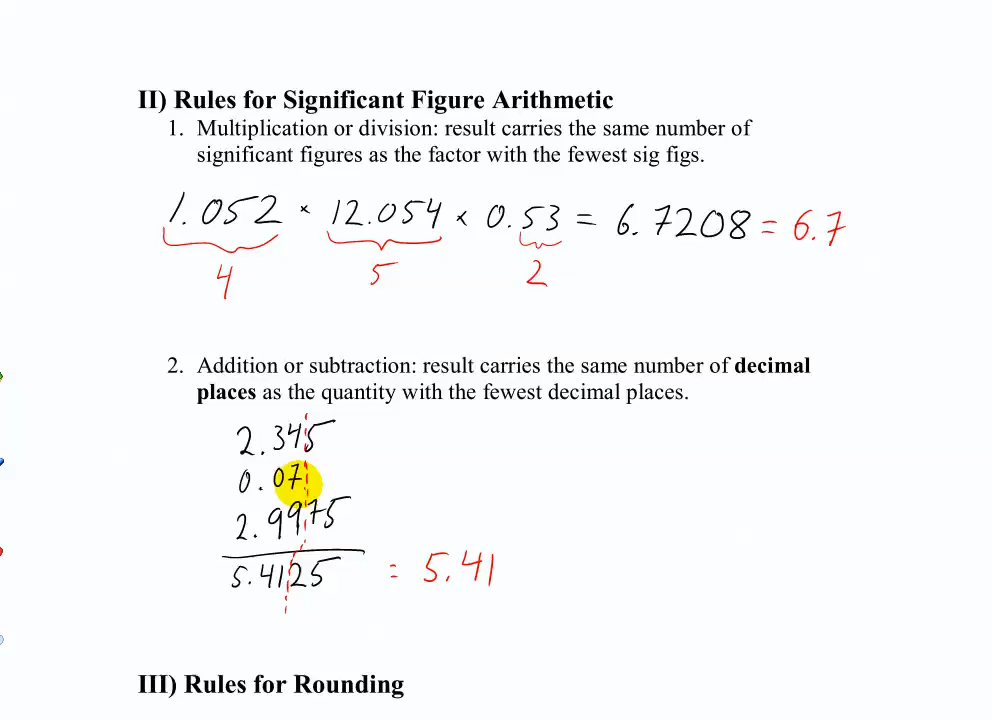 II) Rules for Significant Figure Arithmetic
1. Multiplication or division: result carries the same number of
significant figures as the factor with the fewest sig figs.
1.052 × 12.054 × 0.53 = 6.7208 = 6.7
4 5 2
2. Addition or subtraction: result carries the same number of decimal
places as the quantity with the fewest decimal places.
2.345
0.07
2.9975
5.4125 = 5.41
III) Rules for Rounding